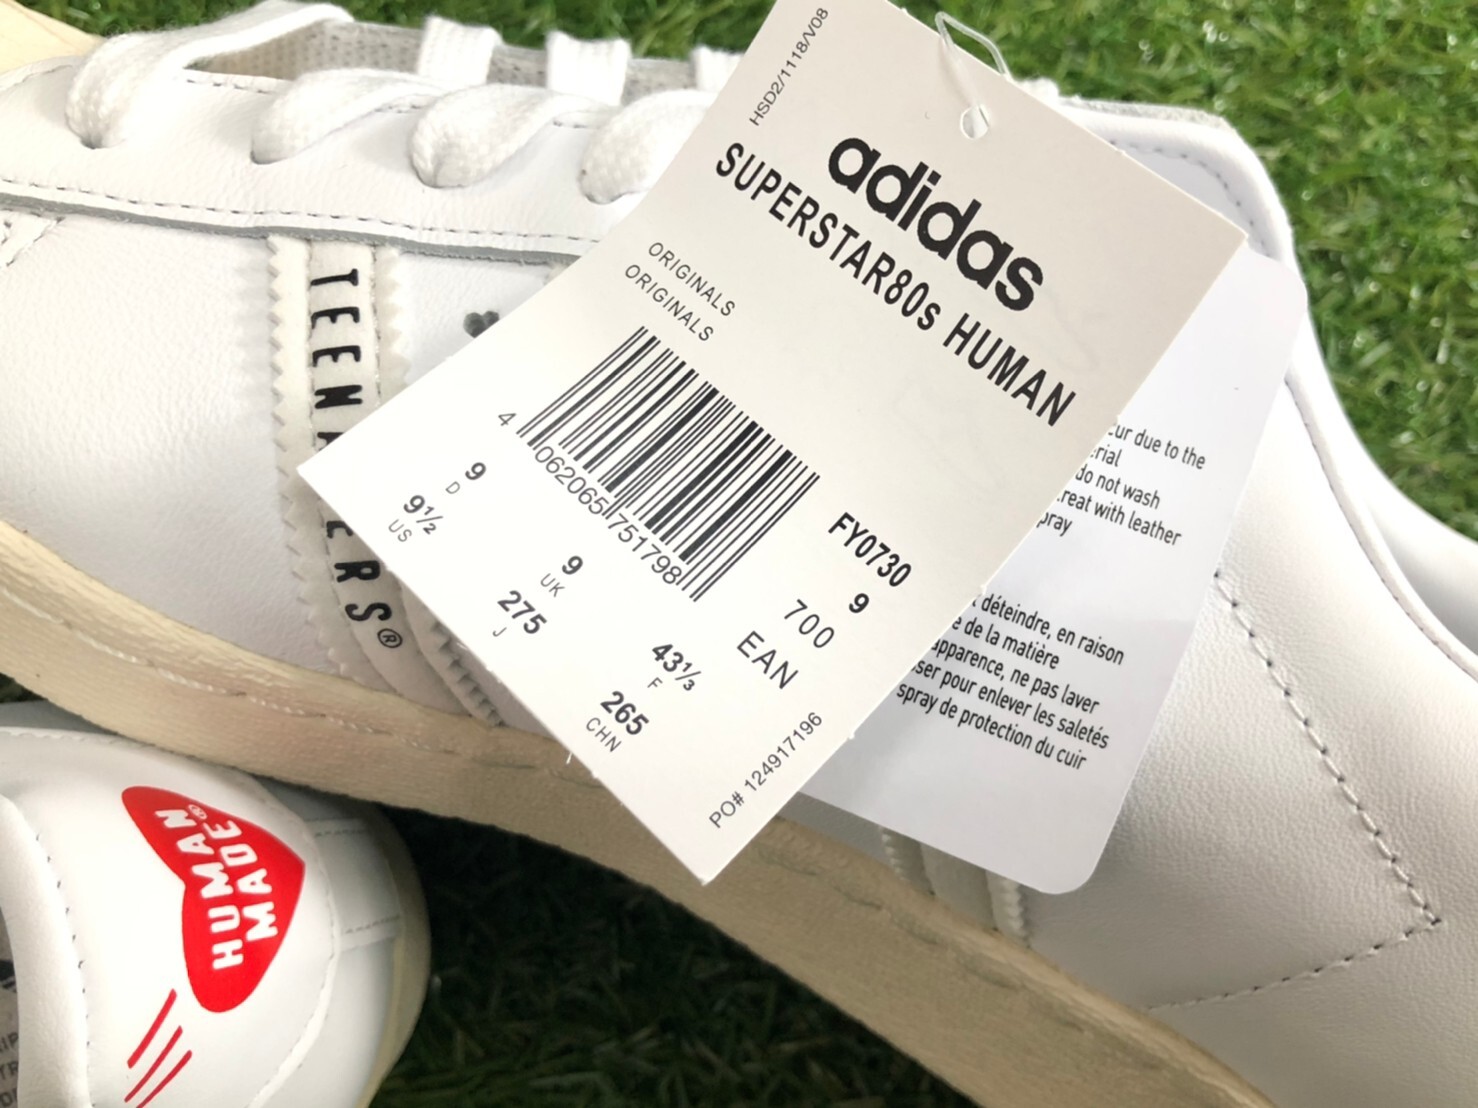 HSD2/1118/V08
adidas
SUPERSTAR80s HUMAN
ORIGINALS
ORIGINALS
4 062065 751798
FY0730
9
700
EAN
9
D
9½
US
9
UK
275
J
43⅓
F
265
CHN
PO# 124917196
due to the
do not wash
with leather
déteindre, en raison
de la matière
apparence, ne pas laver
pour enlever les saletés
spray de protection du cuir
TEEN
ERS®
HUMAN
MADE®